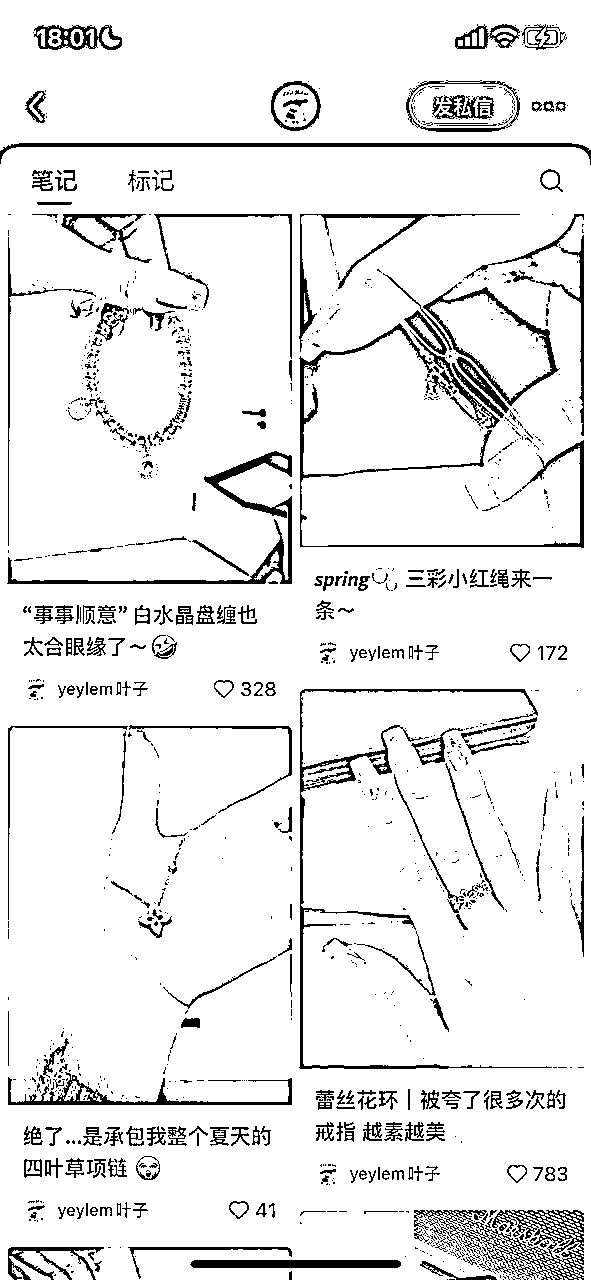 18:01
发私信
笔记
标记
“事事顺意”白水晶盘缠也
太合眼缘了～🤣
yeylem叶子
328
spring 三彩小红绳来一
条～
yeylem叶子
172
绝了...是承包我整个夏天的
四叶草项链
yeylem叶子
41
蕾丝花环｜被夸了很多次的
戒指 越素越美
yeylem叶子
783